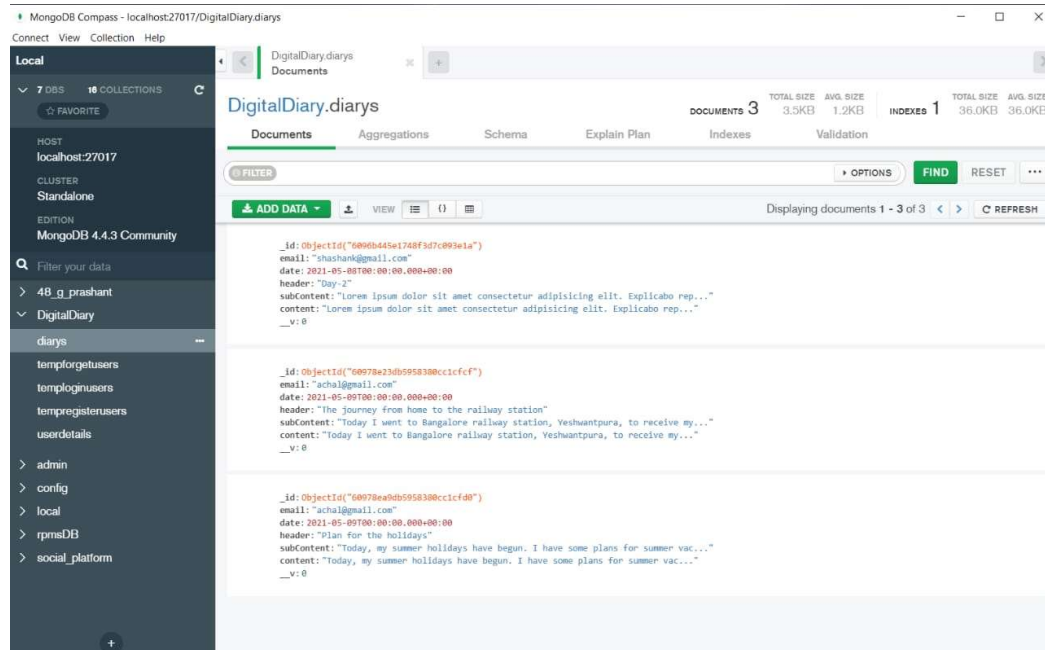 MongoDB Compass - localhost:27017/DigitalDiary.diarys
Connect View Collection Help
Local
7 DBS 16 COLLECTIONS
FAVORITE
HOST
localhost:27017
CLUSTER
Standalone
EDITION
MongoDB 4.4.3 Community
Filter your data
48_g_prashant
DigitalDiary
diarys
tempforgetusers
temploginusers
tempregisterusers
userdetails
admin
config
local
rpmsDB
social_platform
DigitalDiary.diarys
Documents
DigitalDiary.diarys
DOCUMENTS 3 TOTAL SIZE 3.5KB AVG. SIZE 1.2KB INDEXES 1 TOTAL SIZE 36.0KB AVG. SIZE 36.0KB
Documents Aggregations Schema Explain Plan Indexes Validation
FILTER OPTIONS FIND RESET ...
ADD DATA VIEW {} Displaying documents 1 - 3 of 3 < > REFRESH
_id: ObjectId("6096b445e1748f3d7c093e1a")
email: "shashank@gmail.com"
date: 2021-05-08T00:00:00.000+00:00
header: "Day-2"
subContent: "Lorem ipsum dolor sit amet consectetur adipisicing elit. Explicabo rep..."
content: "Lorem ipsum dolor sit amet consectetur adipisicing elit. Explicabo rep..."
__v: 0
_id: ObjectId("60978e23db5958380cc1cfcf")
email: "achal@gmail.com"
date: 2021-05-09T00:00:00.000+00:00
header: "The journey from home to the railway station"
subContent: "Today I went to Bangalore railway station, Yeshwantpura, to receive my..."
content: "Today I went to Bangalore railway station, Yeshwantpura, to receive my..."
__v: 0
_id: ObjectId("60978ea9db5958380cc1cfd0")
email: "achal@gmail.com"
date: 2021-05-09T00:00:00.000+00:00
header: "Plan for the holidays"
subContent: "Today, my summer holidays have begun. I have some plans for summer vac..."
content: "Today, my summer holidays have begun. I have some plans for summer vac..."
__v: 0